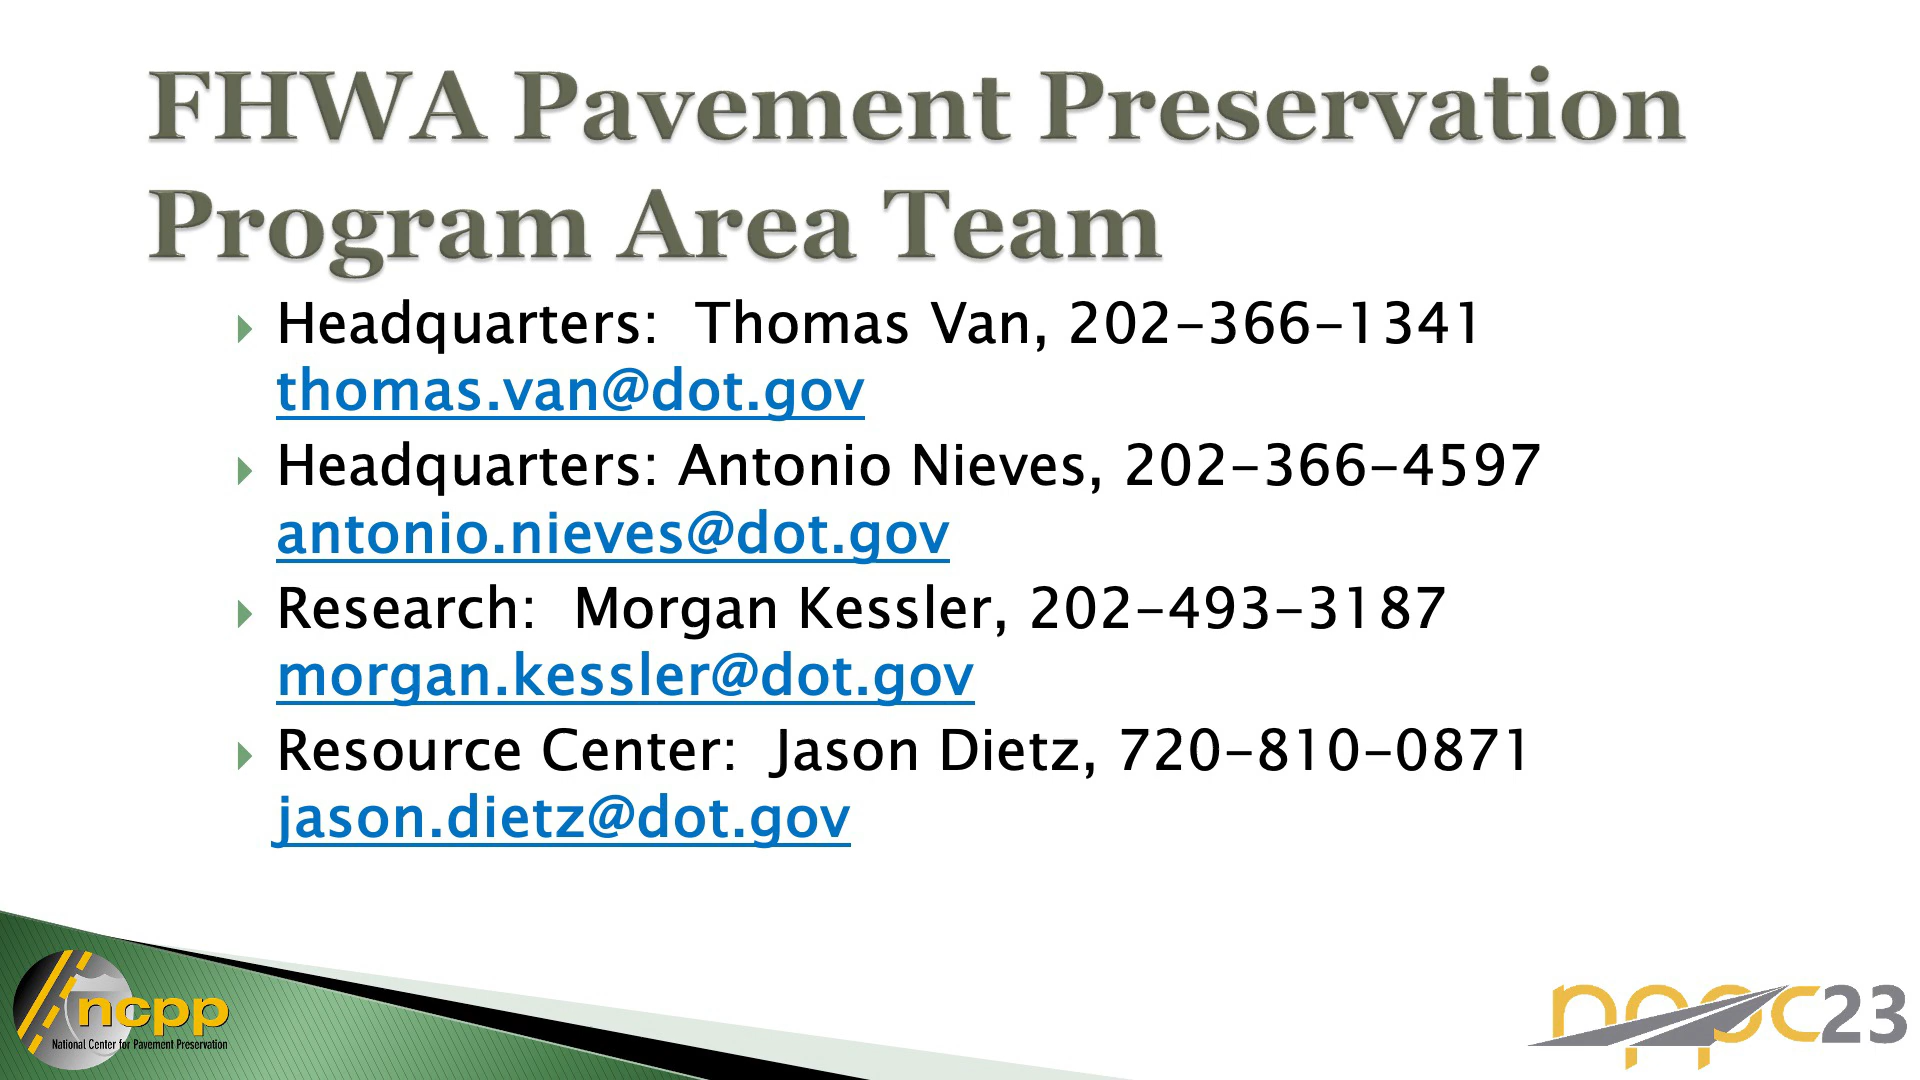 FHWA Pavement Preservation
Program Area Team
Headquarters:  Thomas Van, 202-366-1341
thomas.van@dot.gov
Headquarters: Antonio Nieves, 202-366-4597
antonio.nieves@dot.gov
Research:  Morgan Kessler, 202-493-3187
morgan.kessler@dot.gov
Resource Center:  Jason Dietz, 720-810-0871
jason.dietz@dot.gov
ncpp
National Center for Pavement Preservation
nppc23